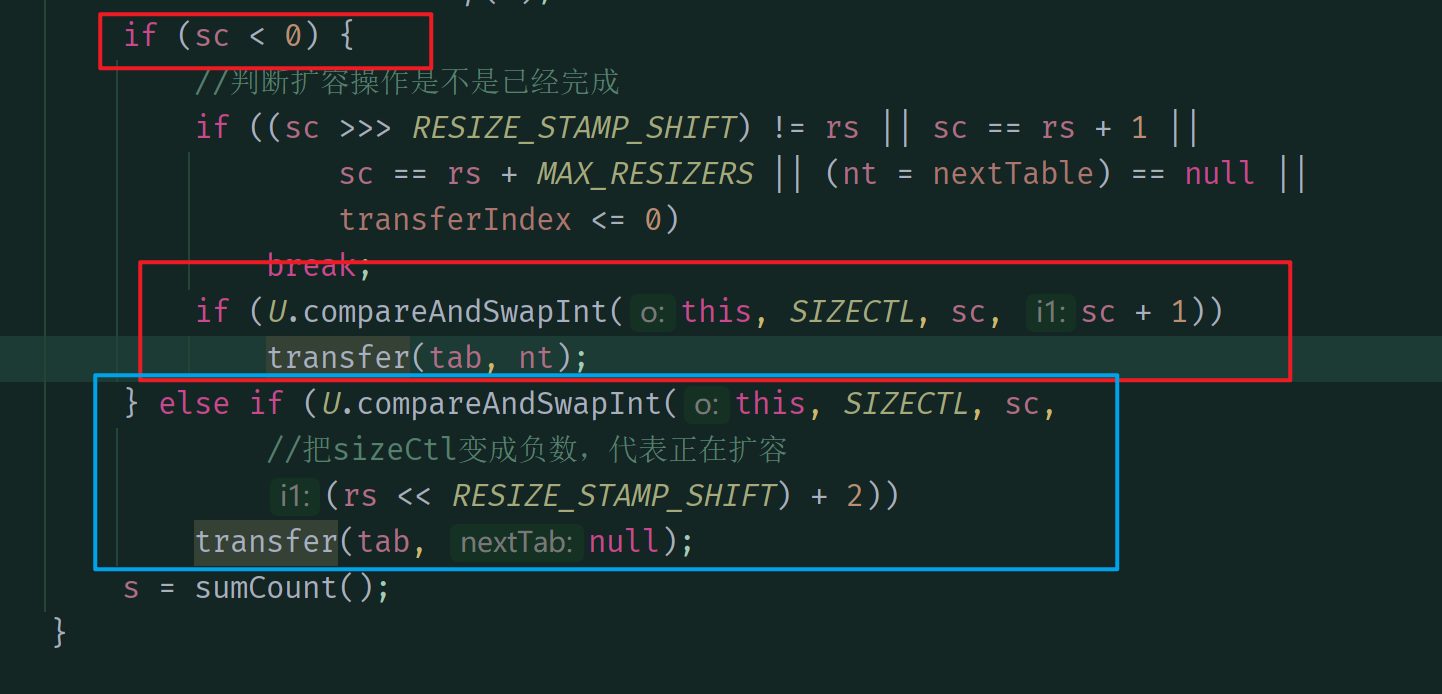 if (sc < 0) {
//判断扩容操作是不是已经完成
if ((sc >>> RESIZE_STAMP_SHIFT) != rs || sc == rs + 1 ||
sc == rs + MAX_RESIZERS || (nt = nextTable) == null ||
transferIndex <= 0)
break;
if (U.compareAndSwapInt( o: this, SIZECTL, sc, i1: sc + 1))
transfer(tab, nt);
} else if (U.compareAndSwapInt( o: this, SIZECTL, sc,
//把sizeCtl变成负数，代表正在扩容
i1: (rs << RESIZE_STAMP_SHIFT) + 2))
transfer(tab, nextTab: null);
s = sumCount();
}